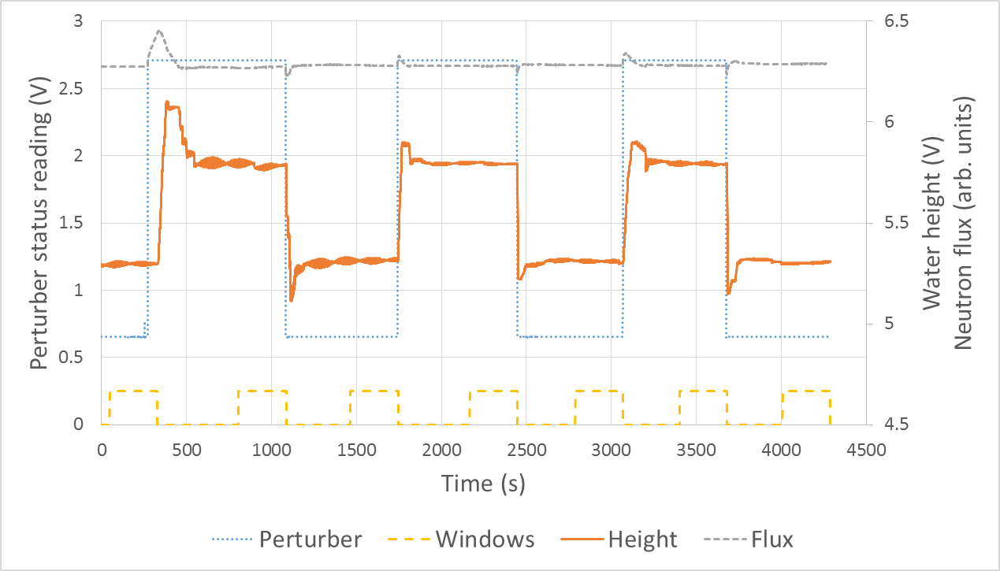 3
2.5
2
1.5
1
0.5
0
Perturber status reading (V)
6.5
6
5.5
5
4.5
Water height (V)
Neutron flux (arb. units)
0 500 1000 1500 2000 2500 3000 3500 4000 4500
Time (s)
Perturber Windows Height Flux